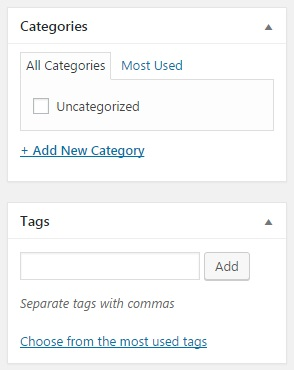 Categories
All Categories Most Used
Uncategorized
+ Add New Category
Tags
Add
Separate tags with commas
Choose from the most used tags